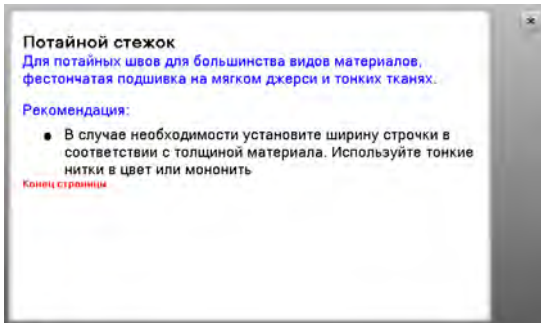 Потайной стежок
Для потайных швов для большинства видов материалов,
фестончатая подшивка на мягком джерси и тонких тканях.
Рекомендация:
• В случае необходимости установите ширину строчки в
соответствии с толщиной материала. Используйте тонкие
нитки в цвет или мононить
Конец страницы